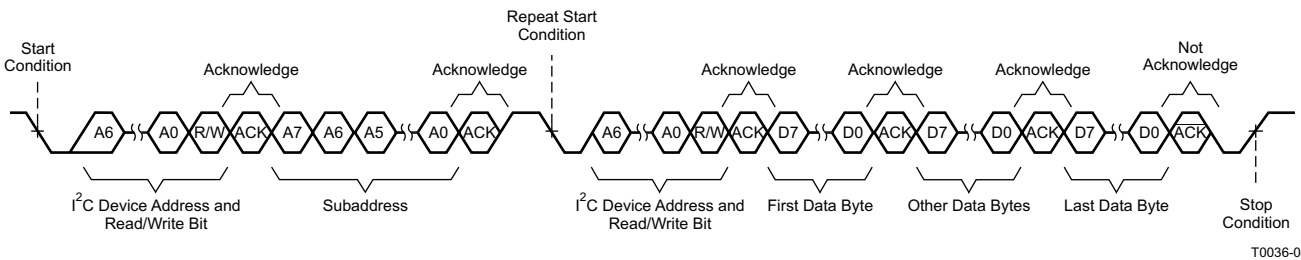 Repeat Start
Condition
Start
Condition
Not
Acknowledge
Acknowledge Acknowledge Acknowledge Acknowledge Acknowledge
A6 A0 R/W ACK A7 A6 A5 A0 ACK A6 A0 R/W ACK D7 D0 ACK D7 D0 ACK D7 D0 ACK
I²C Device Address and
Read/Write Bit
Subaddress
I²C Device Address and
Read/Write Bit
First Data Byte
Other Data Bytes
Last Data Byte
Stop
Condition
T0036-0